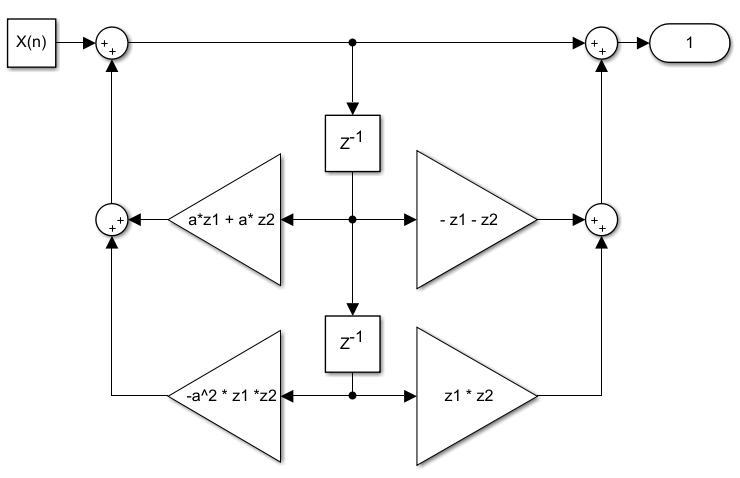 X(n)
+
+
+
+
1
Z-1
a*z1 + a* z2
- z1 - z2
+
+
+
+
Z-1
-a^2 * z1 *z2
z1 * z2